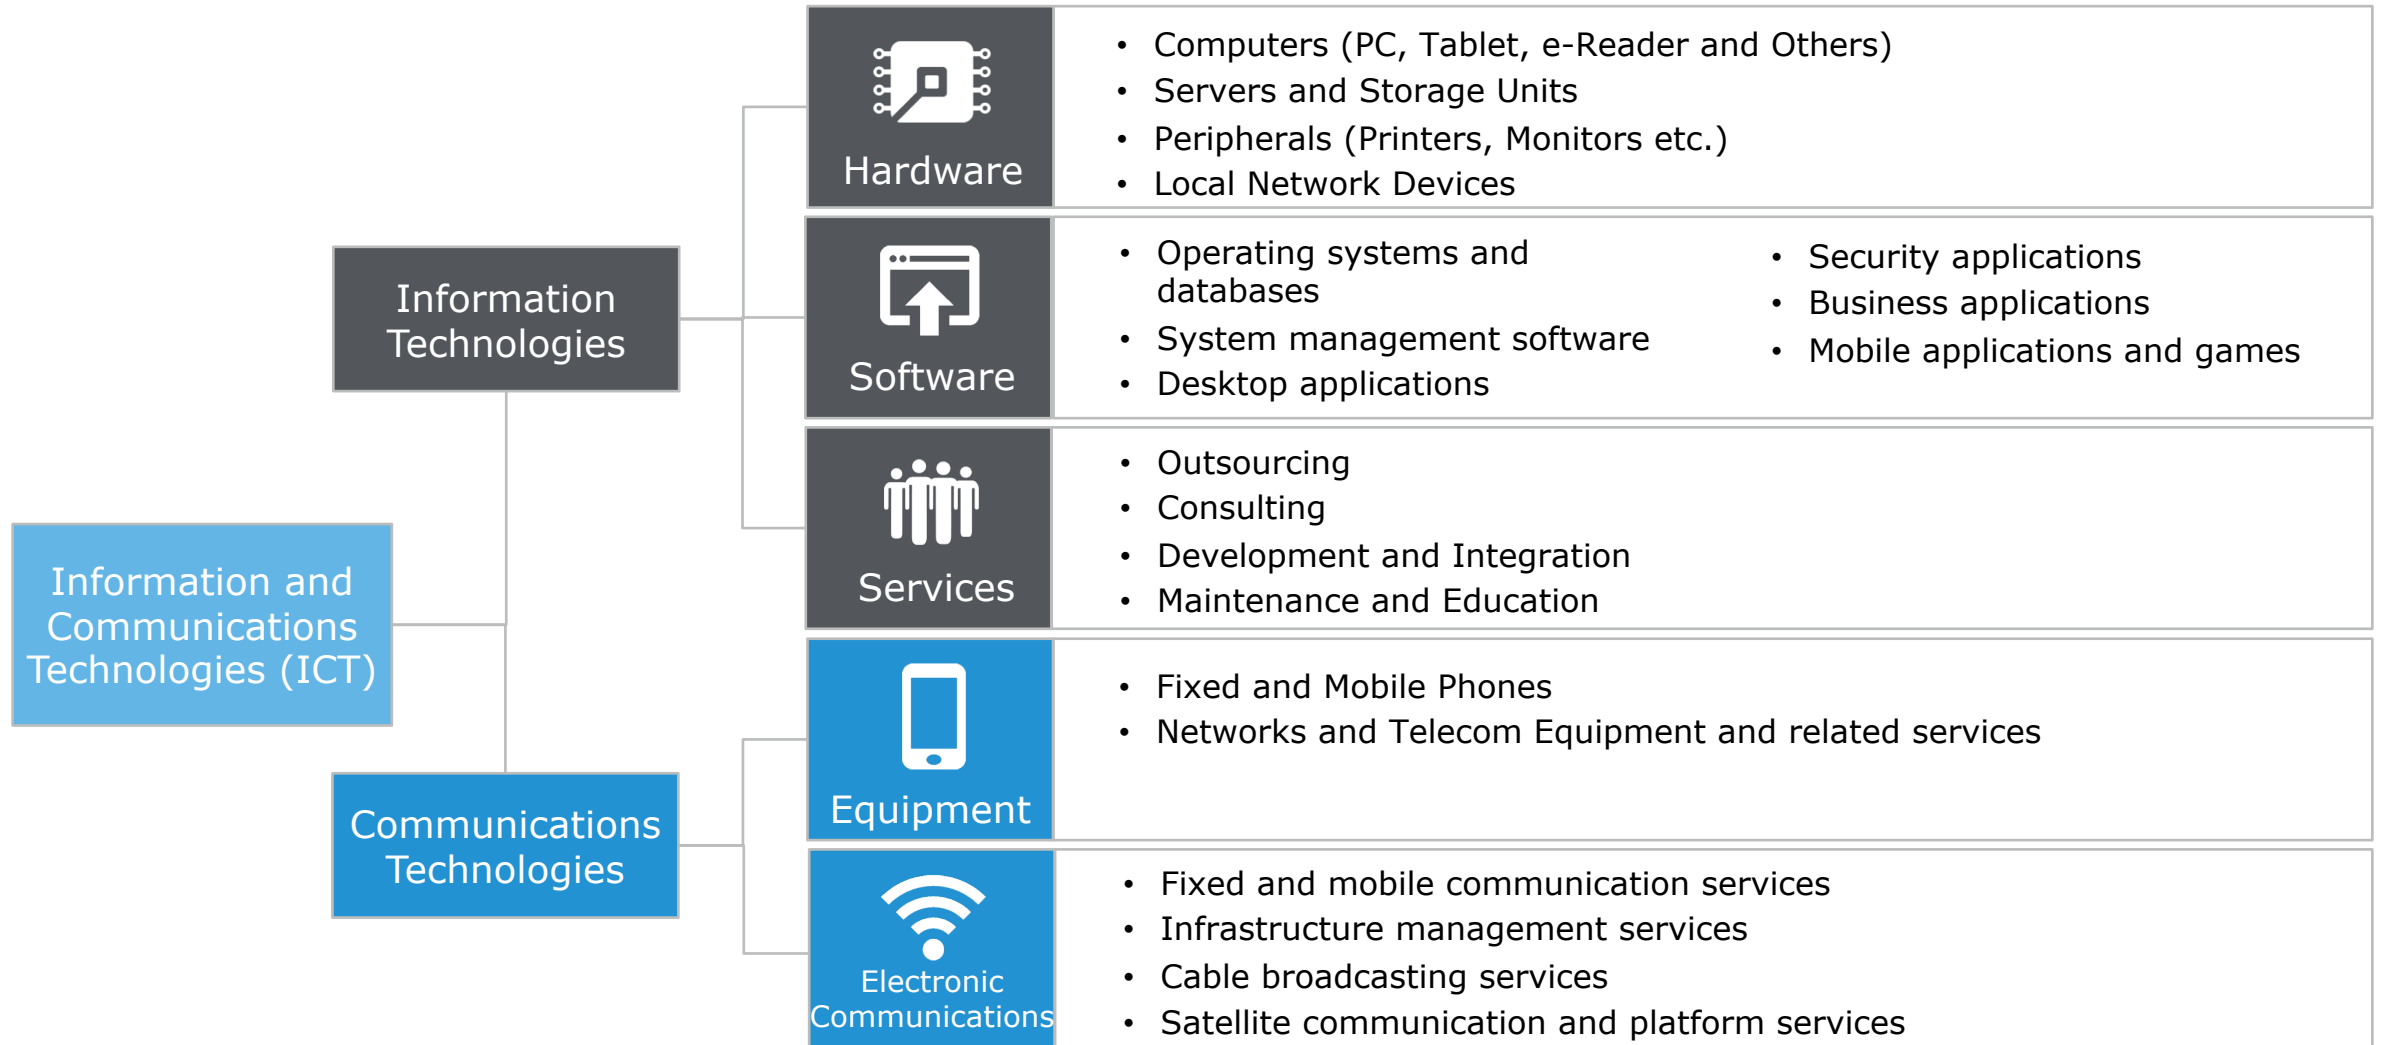 Information and
Communications
Technologies (ICT)
Information
Technologies
Hardware
• Computers (PC, Tablet, e-Reader and Others)
• Servers and Storage Units
• Peripherals (Printers, Monitors etc.)
• Local Network Devices
Software
• Operating systems and
databases
• System management software
• Desktop applications
• Security applications
• Business applications
• Mobile applications and games
Services
• Outsourcing
• Consulting
• Development and Integration
• Maintenance and Education
Communications
Technologies
Equipment
• Fixed and Mobile Phones
• Networks and Telecom Equipment and related services
Electronic
Communications
• Fixed and mobile communication services
• Infrastructure management services
• Cable broadcasting services
• Satellite communication and platform services